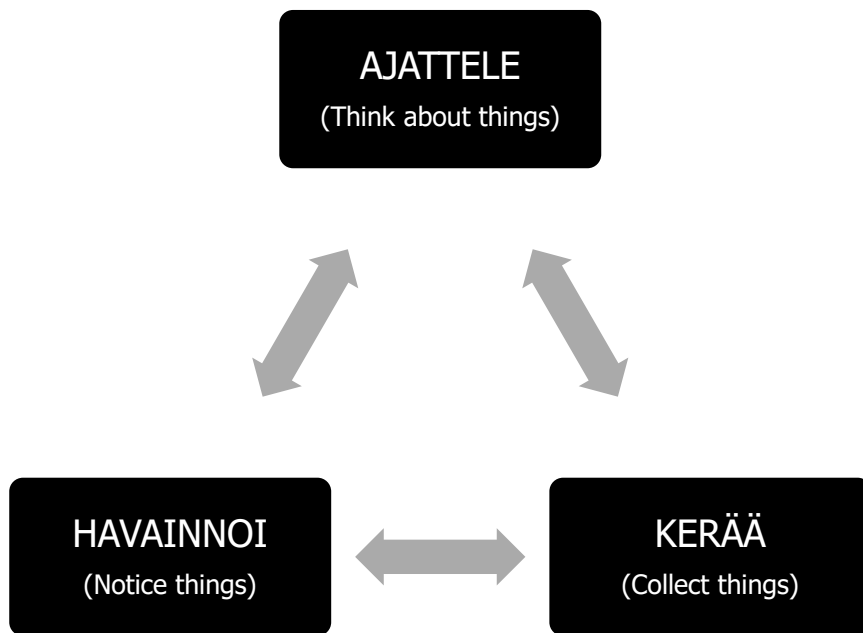 AJATTELE
(Think about things)
HAVAINNOI
(Notice things)
KERÄÄ
(Collect things)